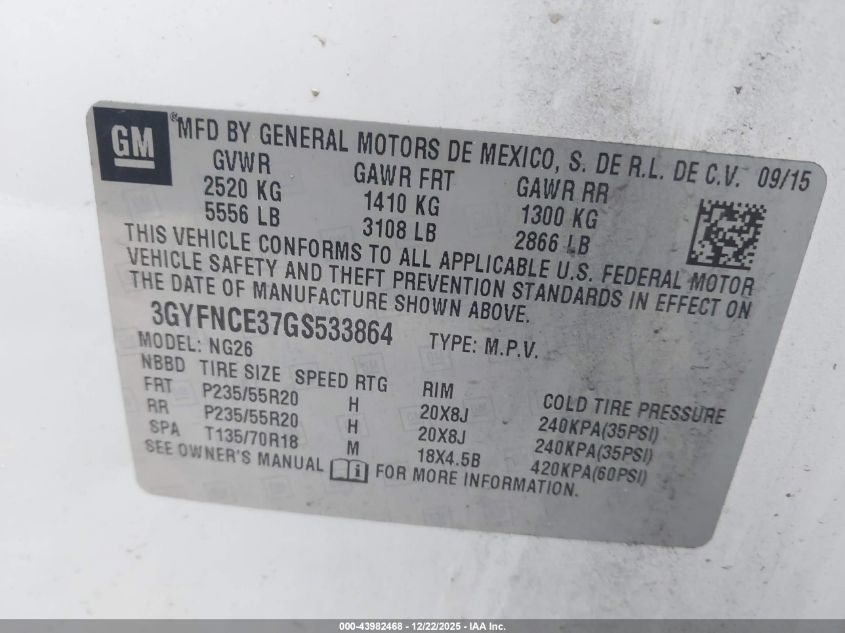 GM
® MFD BY GENERAL MOTORS DE MEXICO, S. DE R.L. DE C.V. 09/15
GVWR GAWR FRT GAWR RR
2520 KG 1410 KG 1300 KG
5556 LB 3108 LB 2866 LB
THIS VEHICLE CONFORMS TO ALL APPLICABLE U.S. FEDERAL MOTOR
VEHICLE SAFETY AND THEFT PREVENTION STANDARDS IN EFFECT ON
THE DATE OF MANUFACTURE SHOWN ABOVE.
3GYFNCE37GS533864 TYPE: M.P.V.
MODEL: NG26
NBBD TIRE SIZE SPEED RTG RIM COLD TIRE PRESSURE
FRT P235/55R20 H 20X8J 240KPA(35PSI)
RR P235/55R20 H 20X8J 240KPA(35PSI)
SPA T135/70R18 M 18X4.5B 420KPA(60PSI)
SEE OWNER'S MANUAL i FOR MORE INFORMATION.
000-43982468 - 12/22/2025 - IAA Inc.